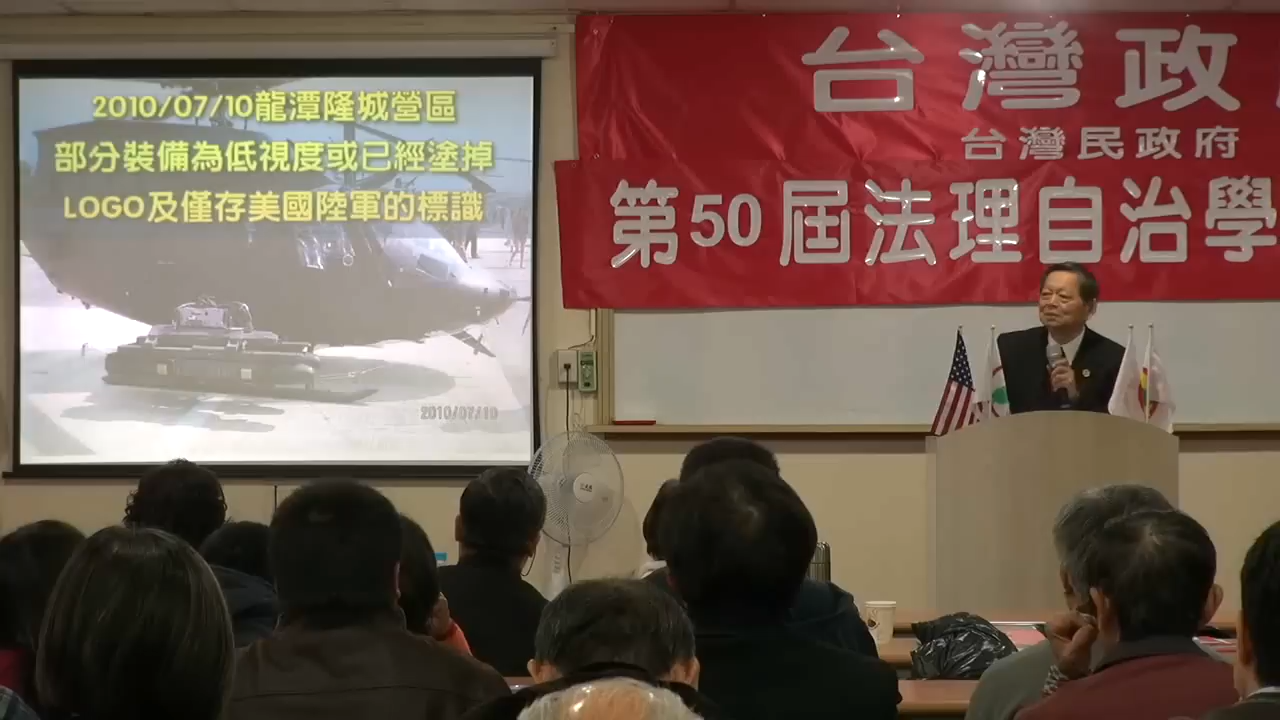 2010/07/10龍潭隆城營區
部分裝備為低視度或已經塗掉
LOGO及僅存美國陸軍的標識
2010/07/10
台灣政
台灣民政府
第50屆法理自治學